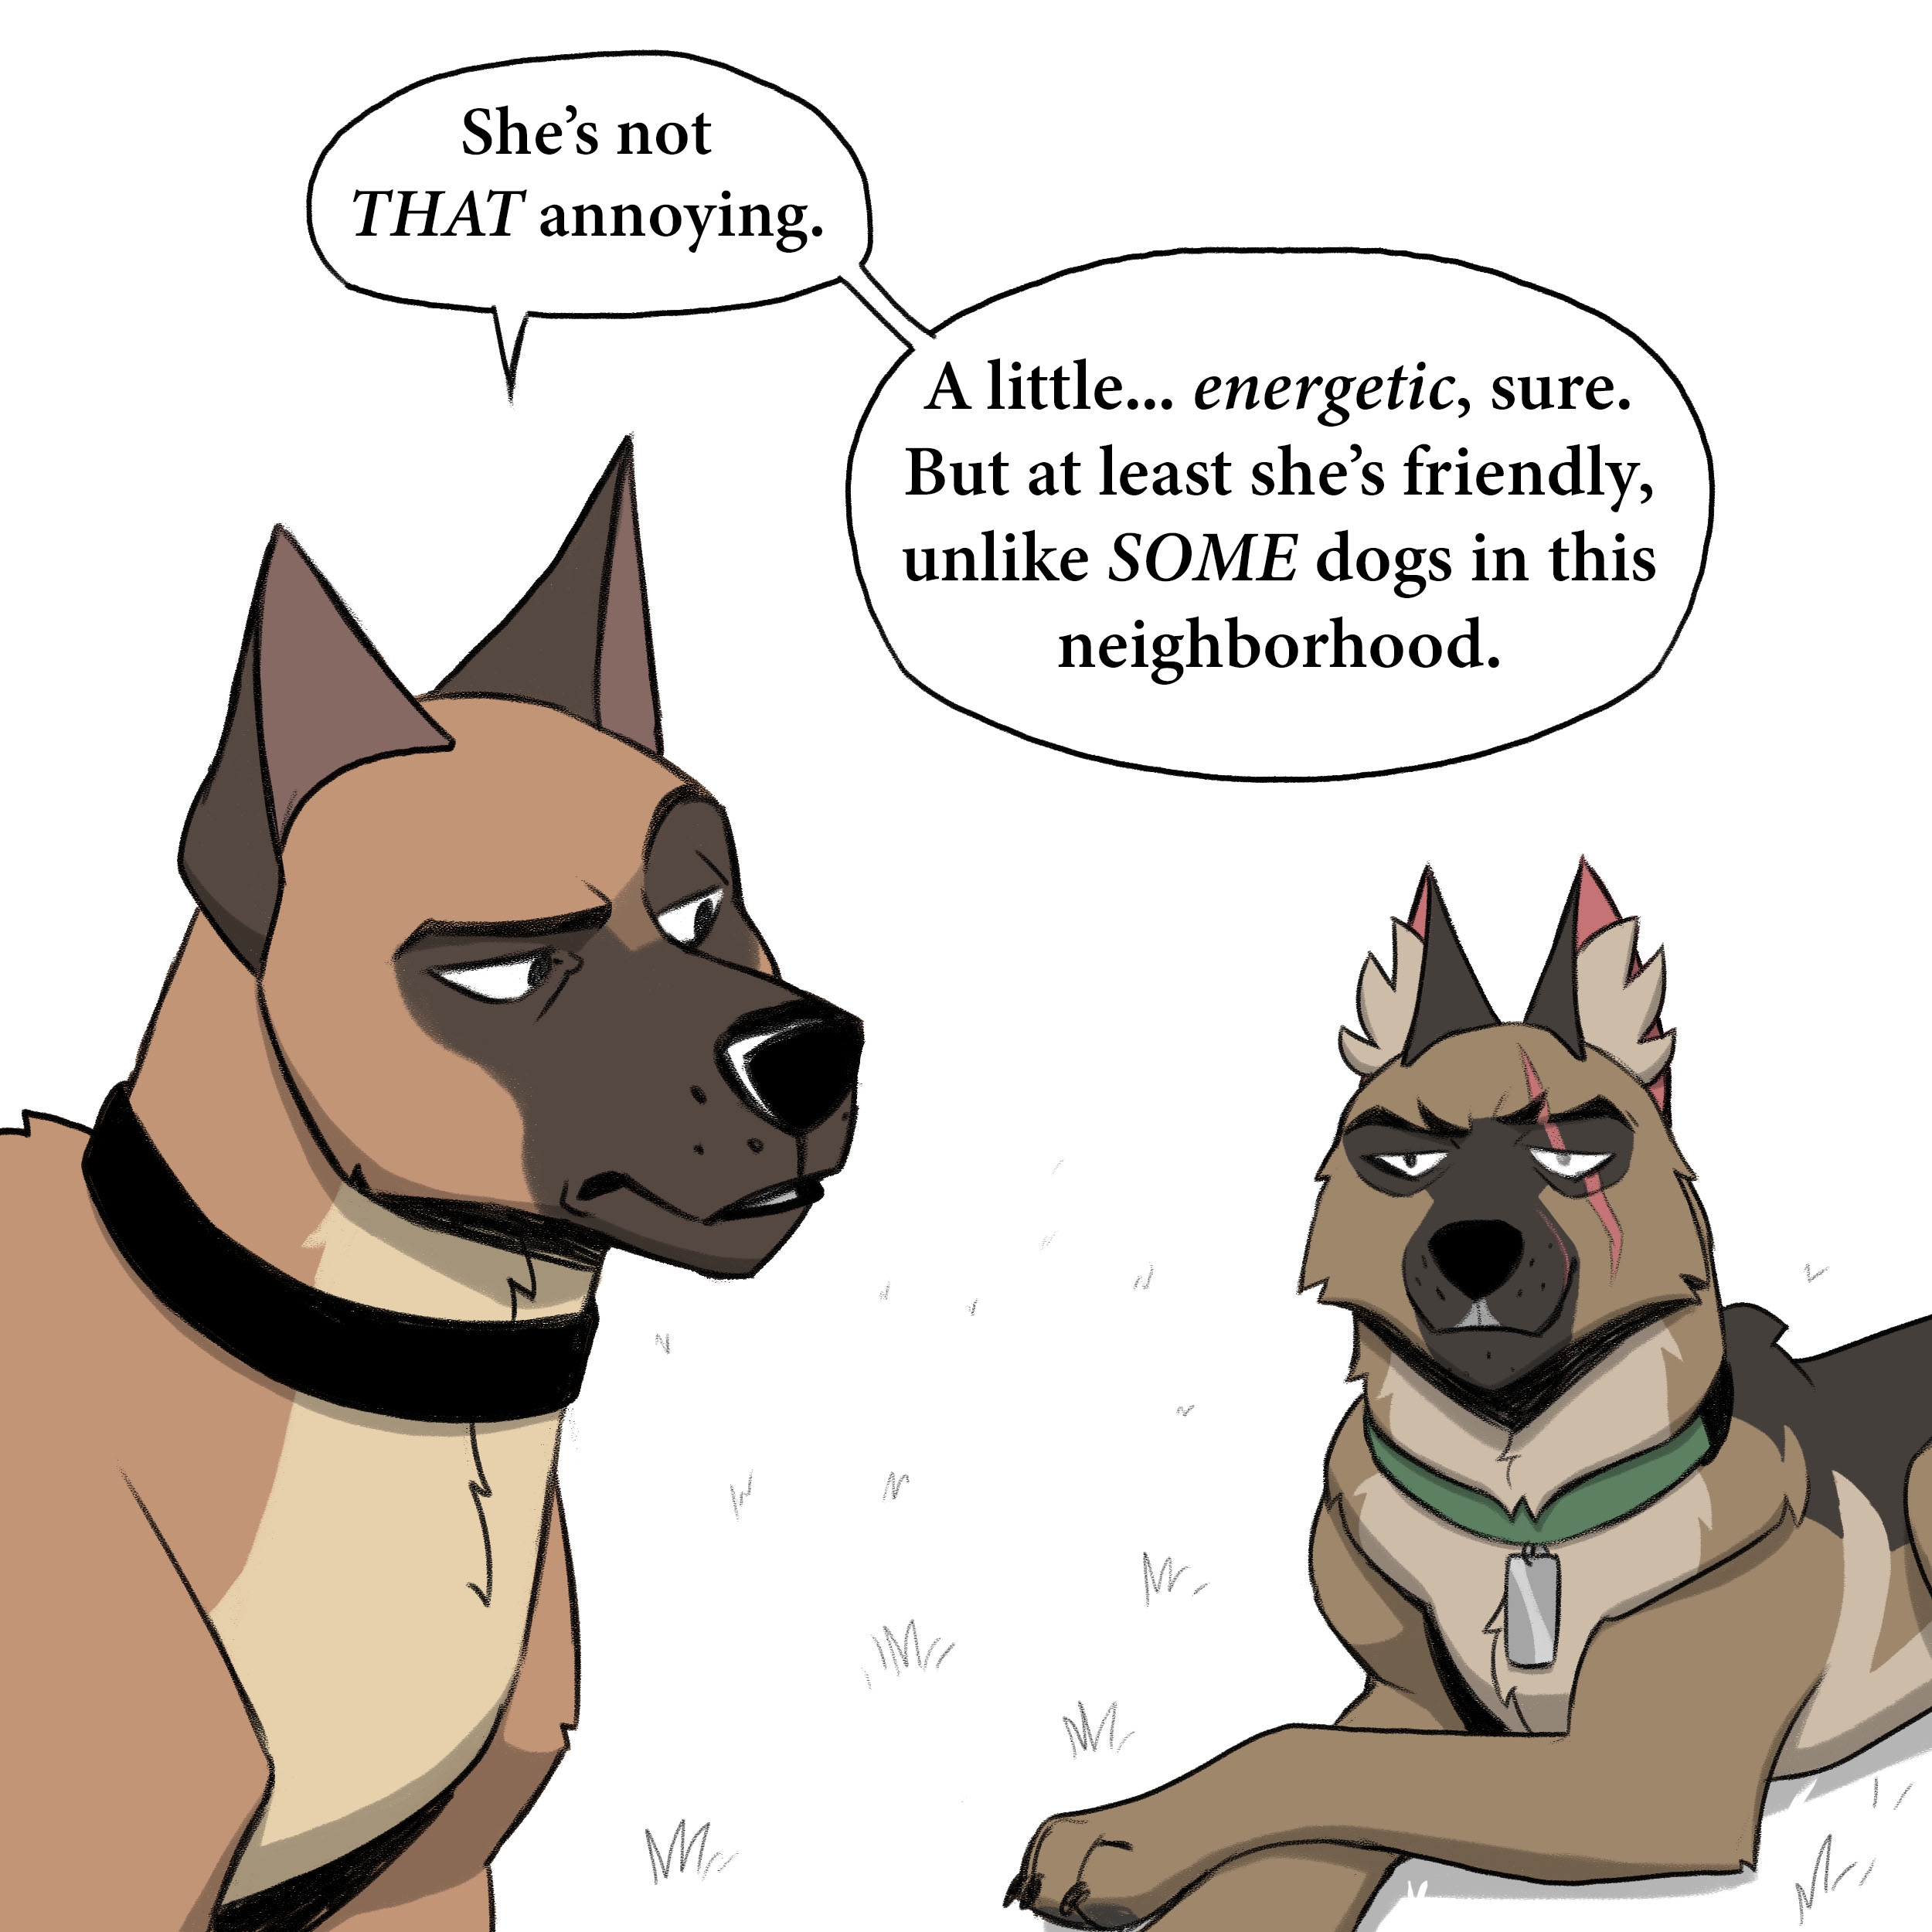 She’s not
THAT annoying.
A little... energetic, sure.
But at least she’s friendly,
unlike SOME dogs in this
neighborhood.